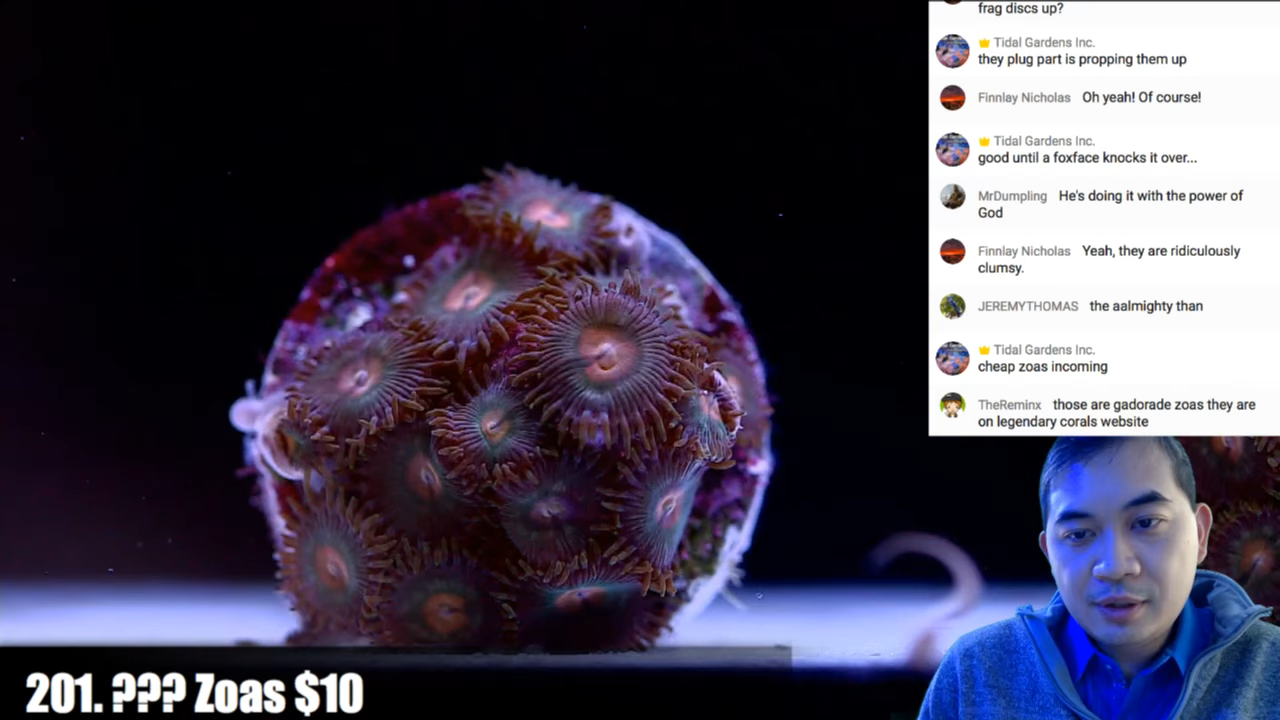 frag discs up?
Tidal Gardens Inc.
they plug part is propping them up
Finnlay Nicholas Oh yeah! Of course!
Tidal Gardens Inc.
good until a foxface knocks it over...
MrDumpling He's doing it with the power of
God
Finnlay Nicholas Yeah, they are ridiculously
clumsy.
JEREMYTHOMAS the aalmighty than
Tidal Gardens Inc.
cheap zoas incoming
TheReminx those are gadorade zoas they are
on legendary corals website
201. ??? Zoas $10